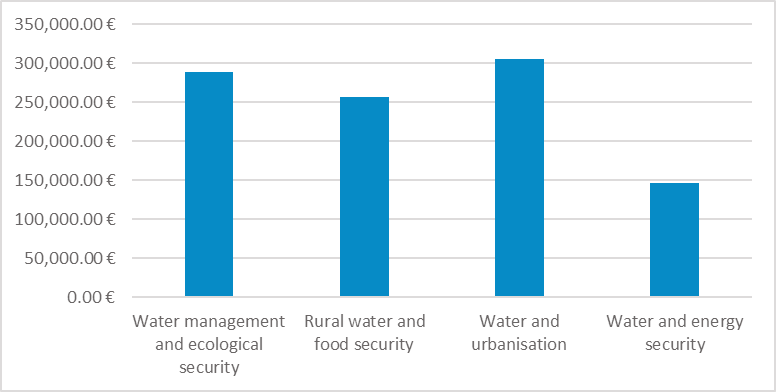 350,000.00 €
300,000.00 €
250,000.00 €
200,000.00 €
150,000.00 €
100,000.00 €
50,000.00 €
0.00 €
Water management
and ecological
security
Rural water and
food security
Water and
urbanisation
Water and energy
security